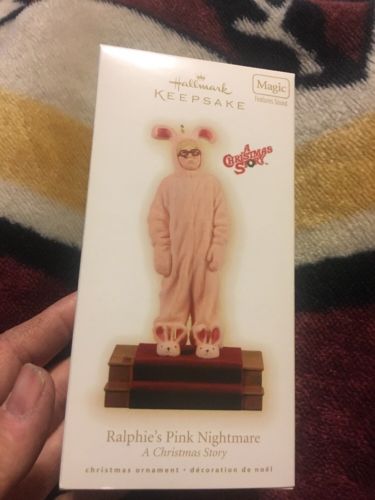 Hallmark
KEEPSAKE
Magic
Features Sound
A
CHRISTMAS
STORY
Ralphie's Pink Nightmare
A Christmas Story
christmas ornament • décoration de noël